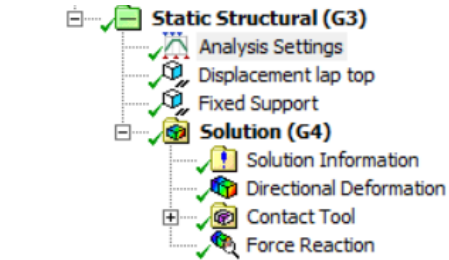 Static Structural (G3)
Analysis Settings
Displacement lap top
Fixed Support
Solution (G4)
Solution Information
Directional Deformation
Contact Tool
Force Reaction